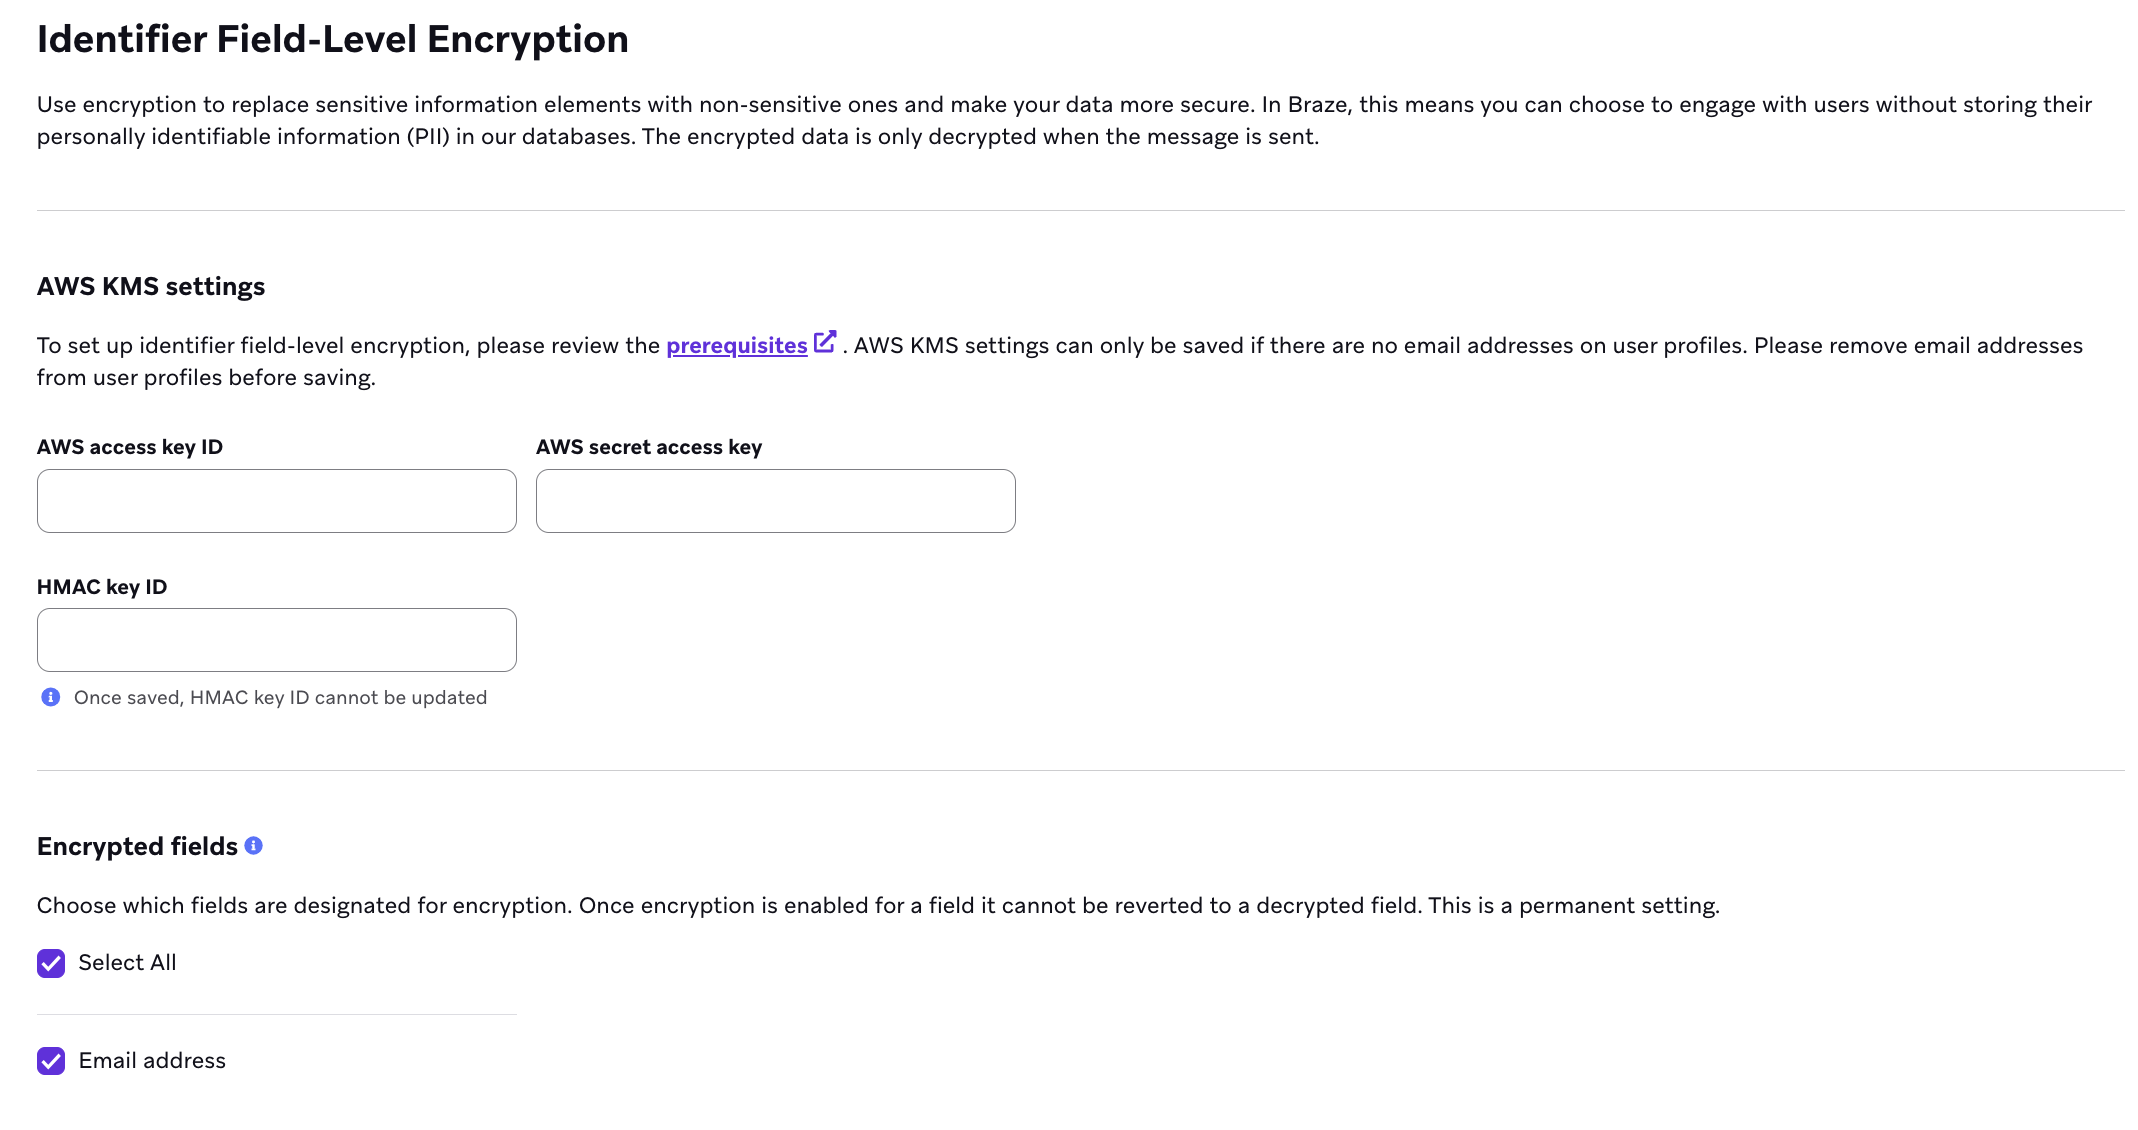 Identifier Field-Level Encryption
Use encryption to replace sensitive information elements with non-sensitive ones and make your data more secure. In Braze, this means you can choose to engage with users without storing their
personally identifiable information (PII) in our databases. The encrypted data is only decrypted when the message is sent.
AWS KMS settings
To set up identifier field-level encryption, please review the prerequisites . AWS KMS settings can only be saved if there are no email addresses on user profiles. Please remove email addresses
from user profiles before saving.
AWS access key ID
AWS secret access key
HMAC key ID
Once saved, HMAC key ID cannot be updated
Encrypted fields
Choose which fields are designated for encryption. Once encryption is enabled for a field it cannot be reverted to a decrypted field. This is a permanent setting.
Select All
Email address